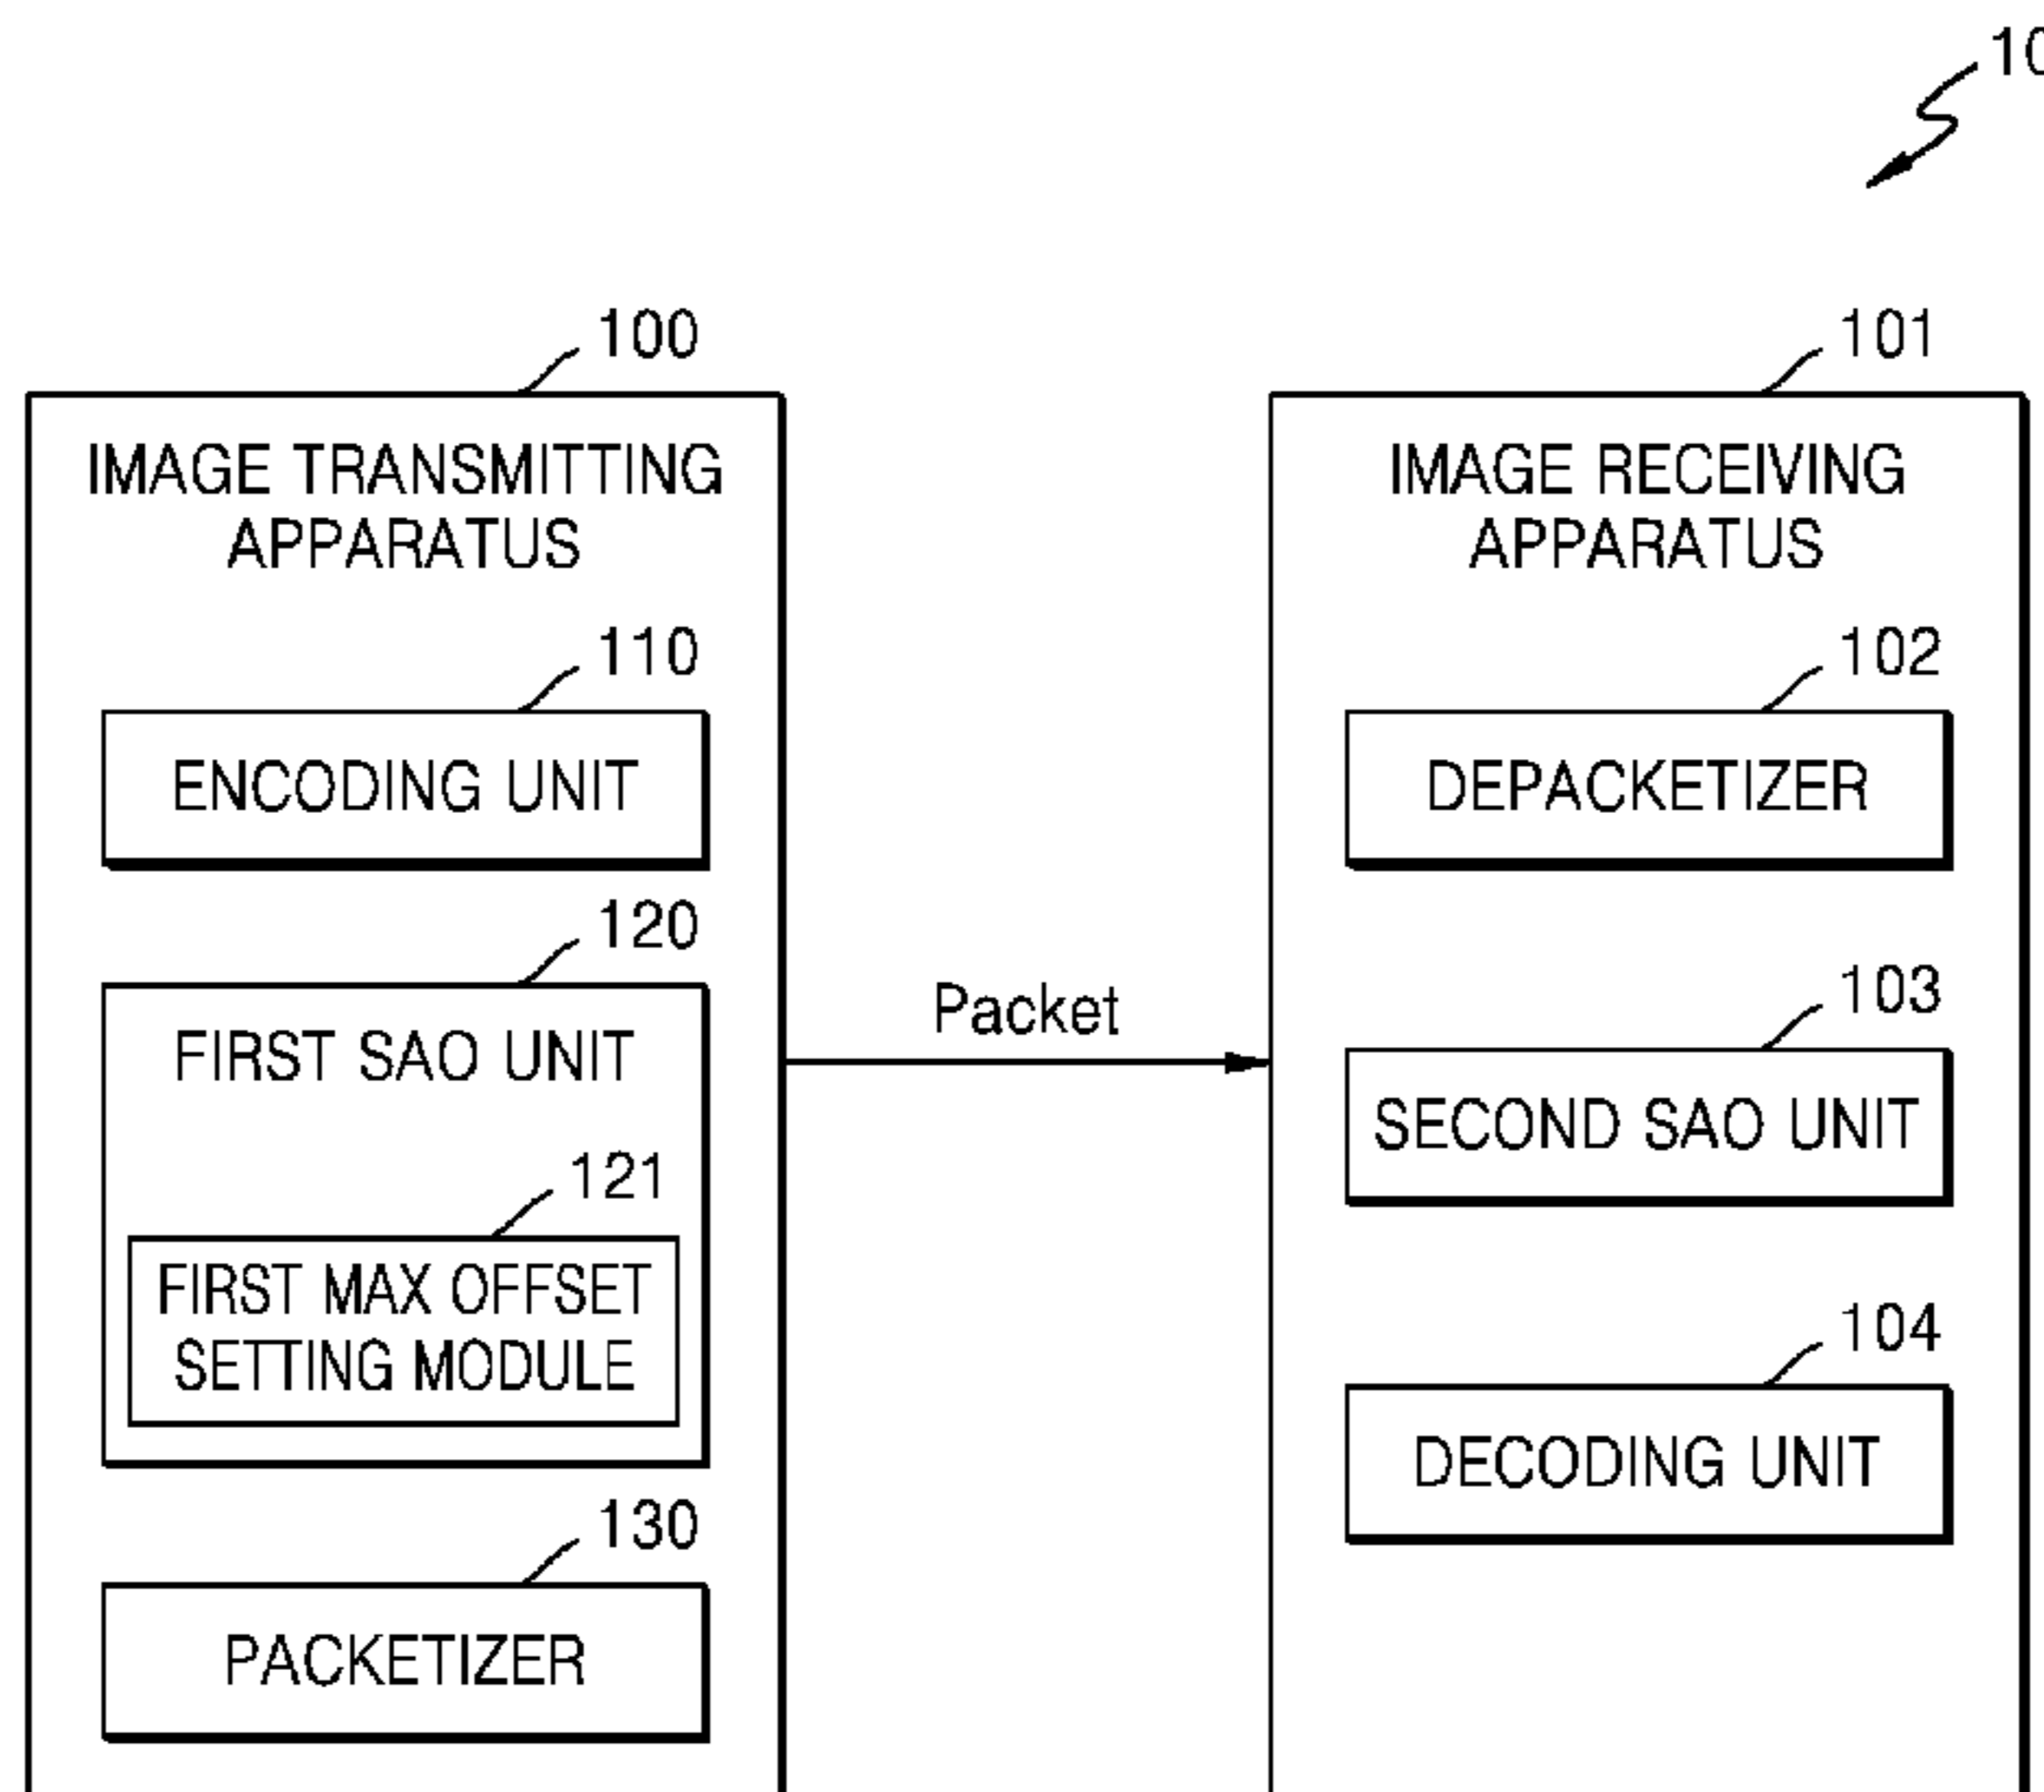 10
100
IMAGE TRANSMITTING
APPARATUS
110
ENCODING UNIT
120
FIRST SAO UNIT
121
FIRST MAX OFFSET
SETTING MODULE
130
PACKETIZER
Packet
101
IMAGE RECEIVING
APPARATUS
102
DEPACKETIZER
103
SECOND SAO UNIT
104
DECODING UNIT